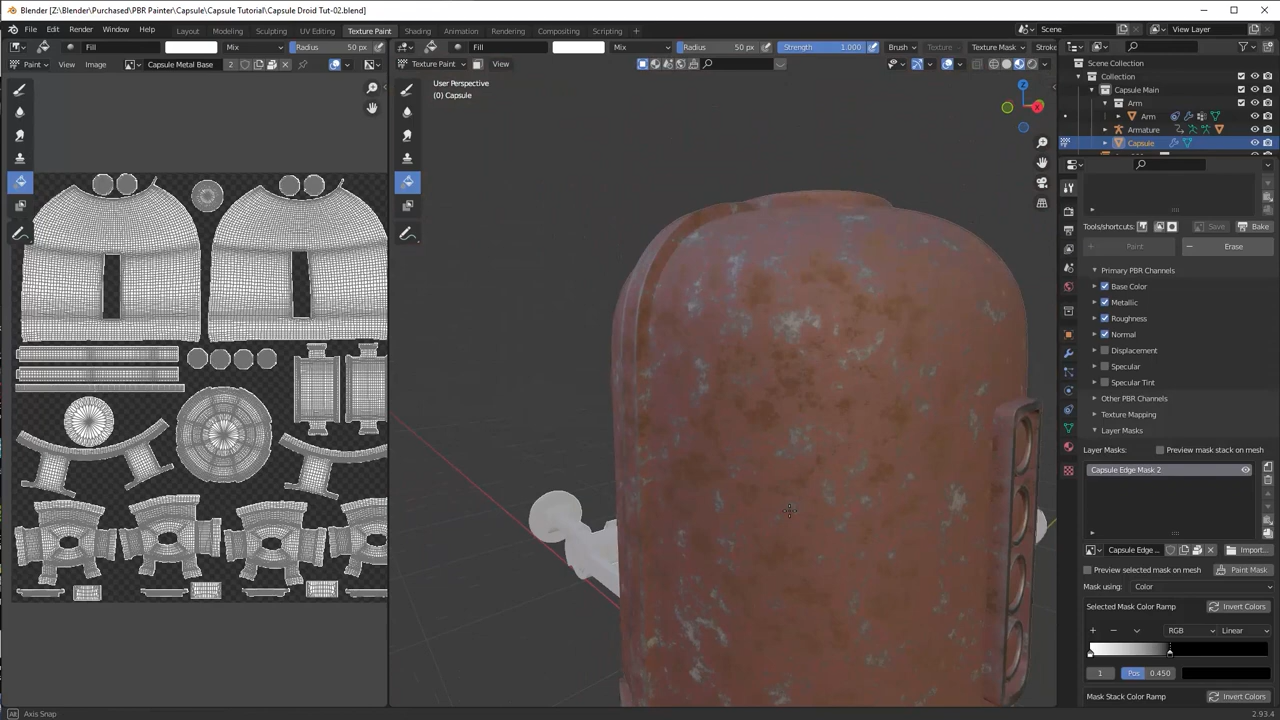 Blender [Z:\Blender\Purchased\PBR Painter\Capsule\Capsule Tutorial\Capsule Droid Tut-02.blend]
File Edit Render Window Help Layout Modeling Sculpting UV Editing Texture Paint Shading Animation Rendering Compositing Scripting + Scene View Layer
Fill Mix Radius 50 px Fill Mix Radius 50 px Strength 1.000 Brush Texture Texture Mask Stroke
Paint View Image Capsule Metal Base 2 Texture Paint View
Scene Collection
Collection
Capsule Main
Arm
Arm
Armature
Capsule
User Perspective
(0) Capsule
Z
X
Tools/shortcuts: Save Bake
Paint Erase
Primary PBR Channels
Base Color
Metallic
Roughness
Normal
Displacement
Specular
Specular Tint
Other PBR Channels
Texture Mapping
Layer Masks
Layer Masks: Preview mask stack on mesh
Capsule Edge Mask 2
Capsule Edge ... Import...
Preview selected mask on mesh Paint Mask
Mask using: Color
Selected Mask Color Ramp Invert Colors
+ − RGB Linear
1 Pos 0.450
Mask Stack Color Ramp Invert Colors
Alt Axis Snap 2.93.4